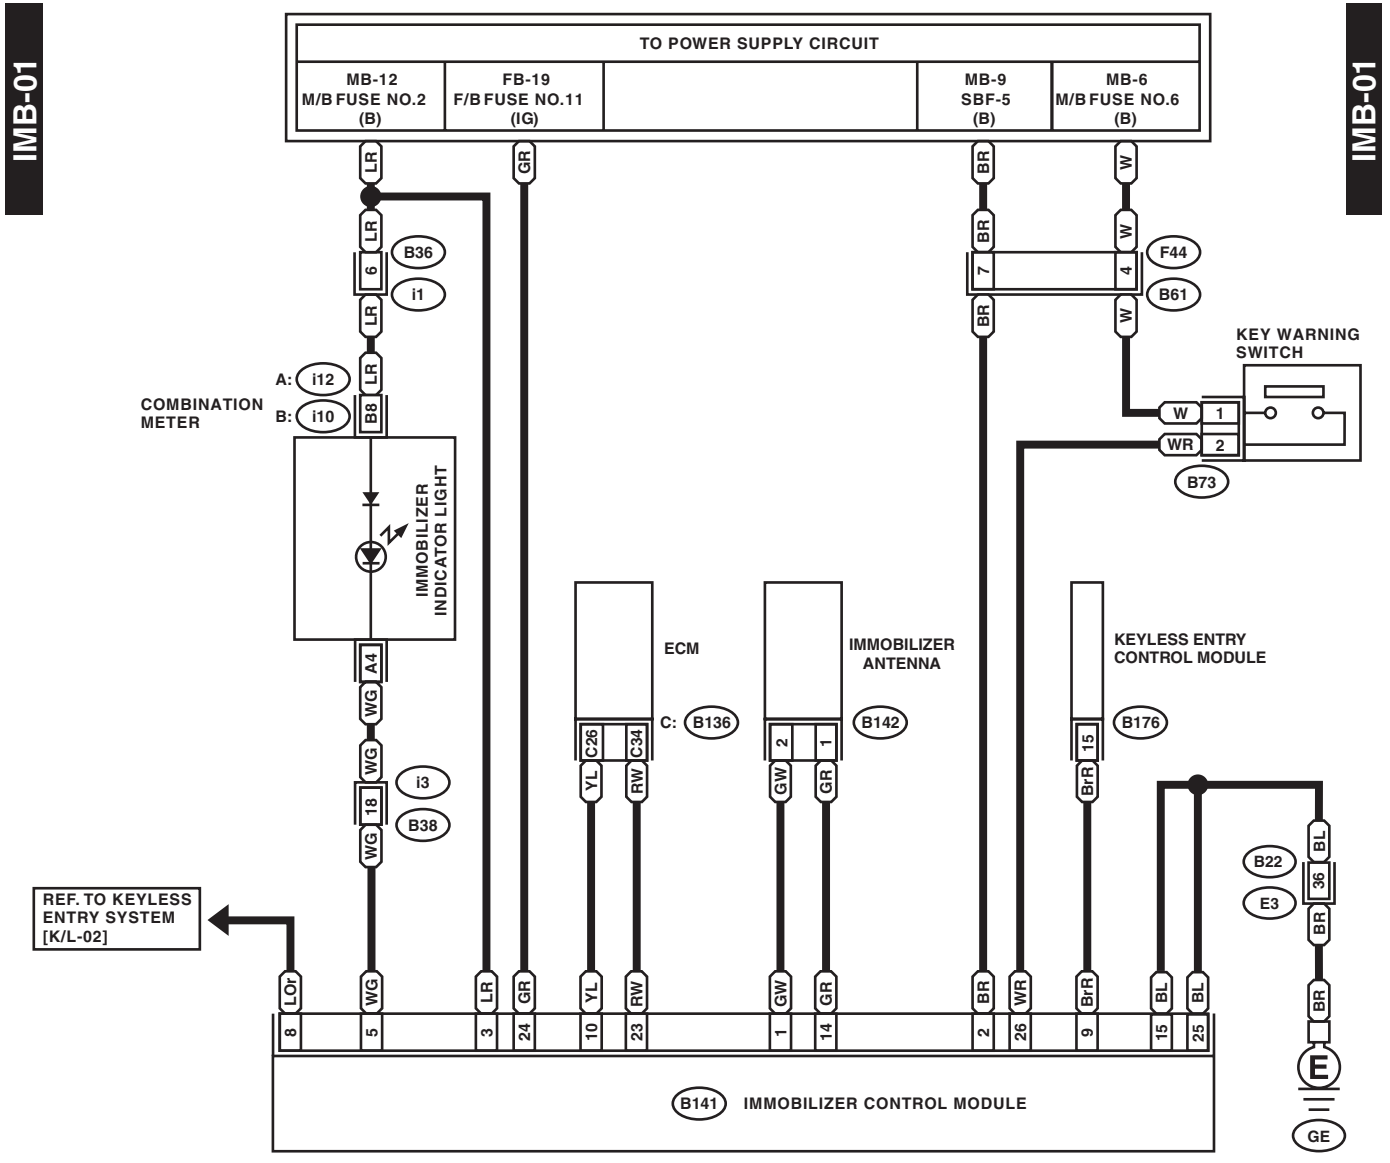 IMB-01
IMB-01
TO POWER SUPPLY CIRCUIT
MB-12
M/B FUSE NO.2
(B)
FB-19
F/B FUSE NO.11
(IG)
MB-9
SBF-5
(B)
MB-6
M/B FUSE NO.6
(B)
LR
GR
BR
W
LR
BR
W
6
B36
i1
7
4
F44
B61
LR
BR
W
KEY WARNING
SWITCH
LR
A: i12
COMBINATION
METER
B: i10
B8
W
1
WR
2
B73
IMMOBILIZER
INDICATOR LIGHT
A4
WG
WG
18
i3
B38
WG
ECM
C: B136
C26
C34
YL
RW
IMMOBILIZER
ANTENNA
B142
2
1
GW
GR
KEYLESS ENTRY
CONTROL MODULE
B176
15
BrR
BL
B22
E3
36
BR
BR
E
GE
REF. TO KEYLESS
ENTRY SYSTEM
[K/L-02]
LOr
WG
LR
GR
YL
RW
GW
GR
BR
WR
BrR
BL
BL
8
5
3
24
10
23
1
14
2
26
9
15
25
B141 IMMOBILIZER CONTROL MODULE